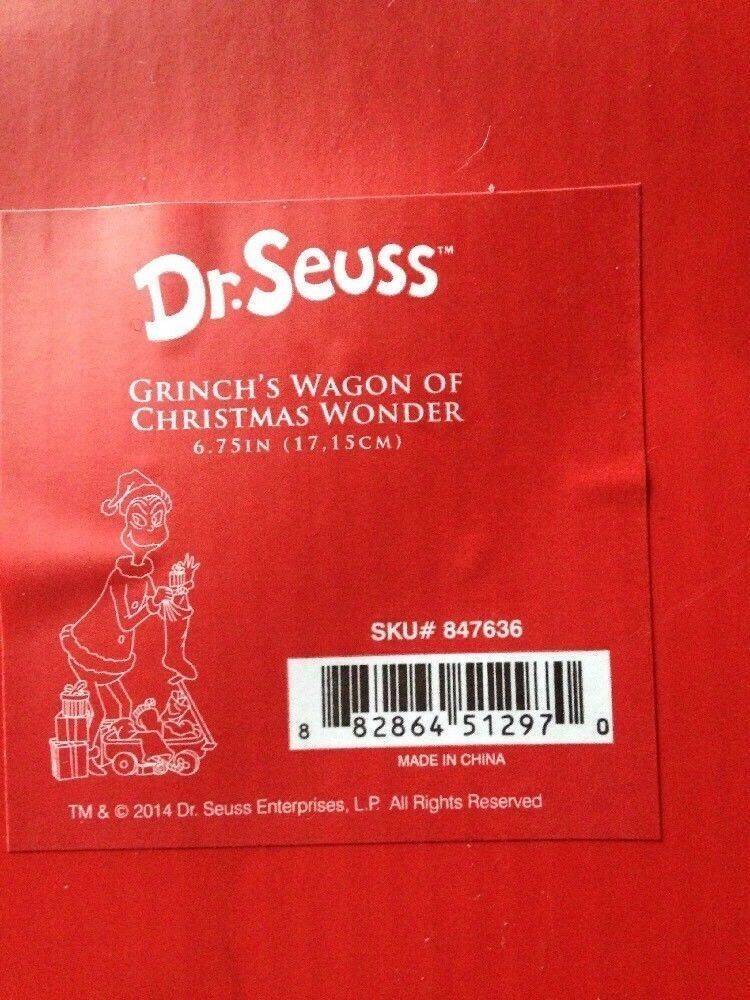 Dr. Seuss™
GRINCH'S WAGON OF
CHRISTMAS WONDER
6.75IN (17,15CM)
SKU# 847636
8 82864 51297 0
MADE IN CHINA
TM & © 2014 Dr. Seuss Enterprises, L.P. All Rights Reserved